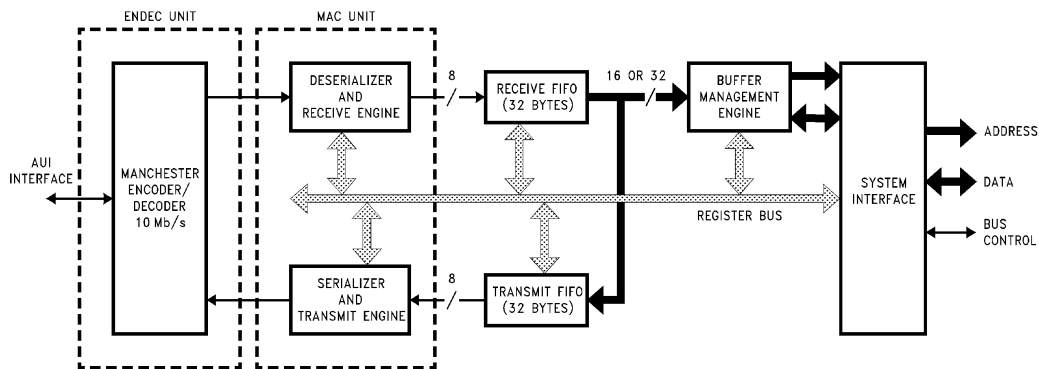 ENDEC UNIT
MAC UNIT
DESERIALIZER
AND
RECEIVE ENGINE
8
RECEIVE FIFO
(32 BYTES)
16 OR 32
BUFFER
MANAGEMENT
ENGINE
ADDRESS
AUI
INTERFACE
MANCHESTER
ENCODER/
DECODER
10 Mb/s
SYSTEM
INTERFACE
DATA
REGISTER BUS
BUS
CONTROL
SERIALIZER
AND
TRANSMIT ENGINE
8
TRANSMIT FIFO
(32 BYTES)